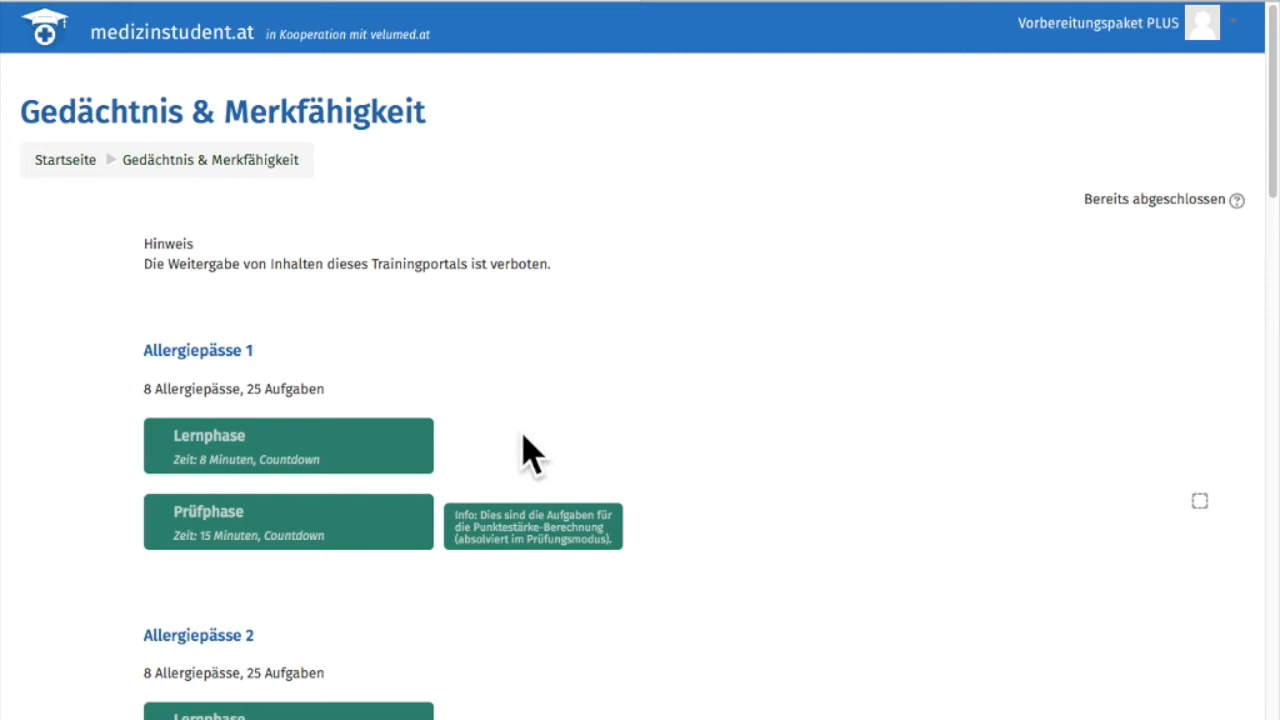 medizinstudent.at in Kooperation mit velumed.at
Vorbereitungspaket PLUS
Gedächtnis & Merkfähigkeit
Startseite Gedächtnis & Merkfähigkeit
Bereits abgeschlossen ?
Hinweis
Die Weitergabe von Inhalten dieses Trainingportals ist verboten.
Allergiepässe 1
8 Allergiepässe, 25 Aufgaben
Lernphase
Zeit: 8 Minuten, Countdown
Prüfphase
Zeit: 15 Minuten, Countdown
Info: Dies sind die Aufgaben für
die Punktestärke-Berechnung
(absolviert im Prüfungsmodus).
Allergiepässe 2
8 Allergiepässe, 25 Aufgaben
Lernphase